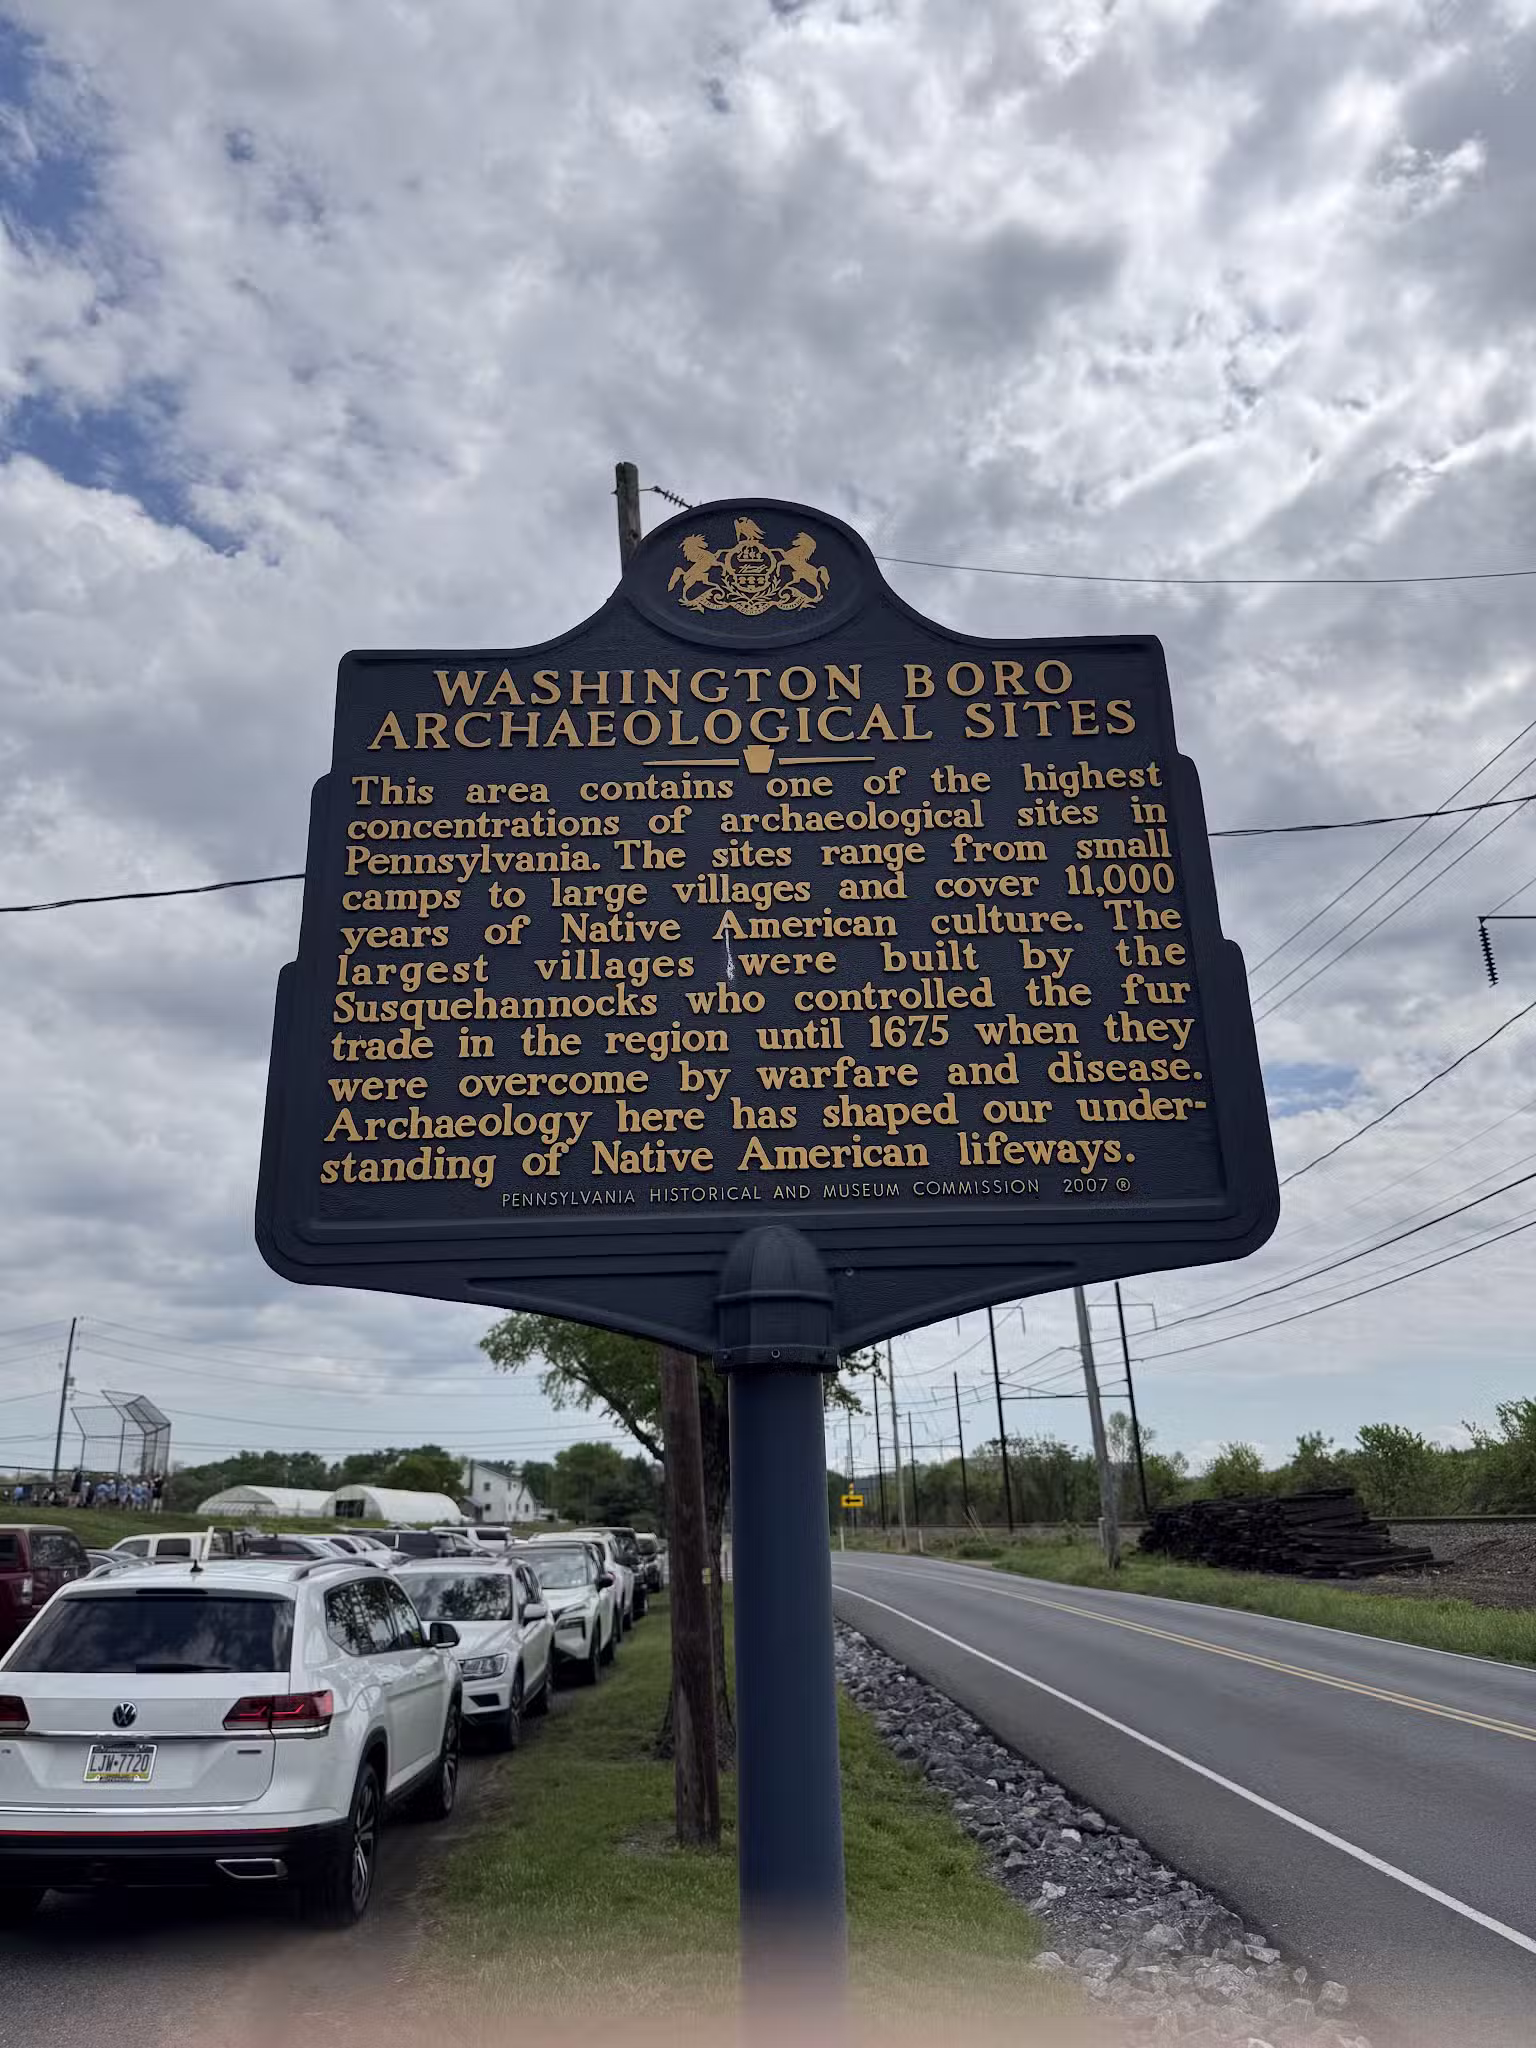 WASHINGTON BORO
ARCHAEOLOGICAL SITES
This area contains one of the highest
concentrations of archaeological sites in
Pennsylvania. The sites range from small
camps to large villages and cover 11,000
years of Native American culture. The
largest villages were built by the
Susquehannocks who controlled the fur
trade in the region until 1675 when they
were overcome by warfare and disease.
Archaeology here has shaped our under-
standing of Native American lifeways.
PENNSYLVANIA HISTORICAL AND MUSEUM COMMISSION 2007 ®
LJW•7720